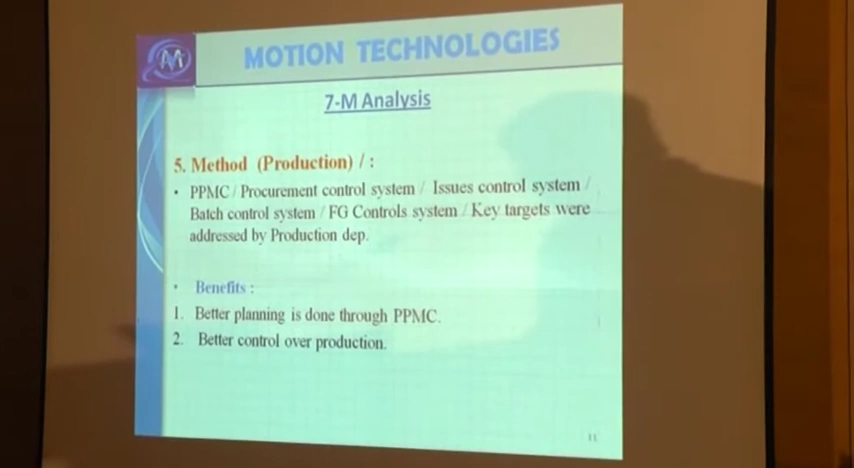 M
MOTION TECHNOLOGIES
7-M Analysis
5. Method (Production) / :
• PPMC / Procurement control system / Issues control system /
Batch control system / FG Controls system / Key targets were
addressed by Production dep.
• Benefits :
1. Better planning is done through PPMC.
2. Better control over production.
11